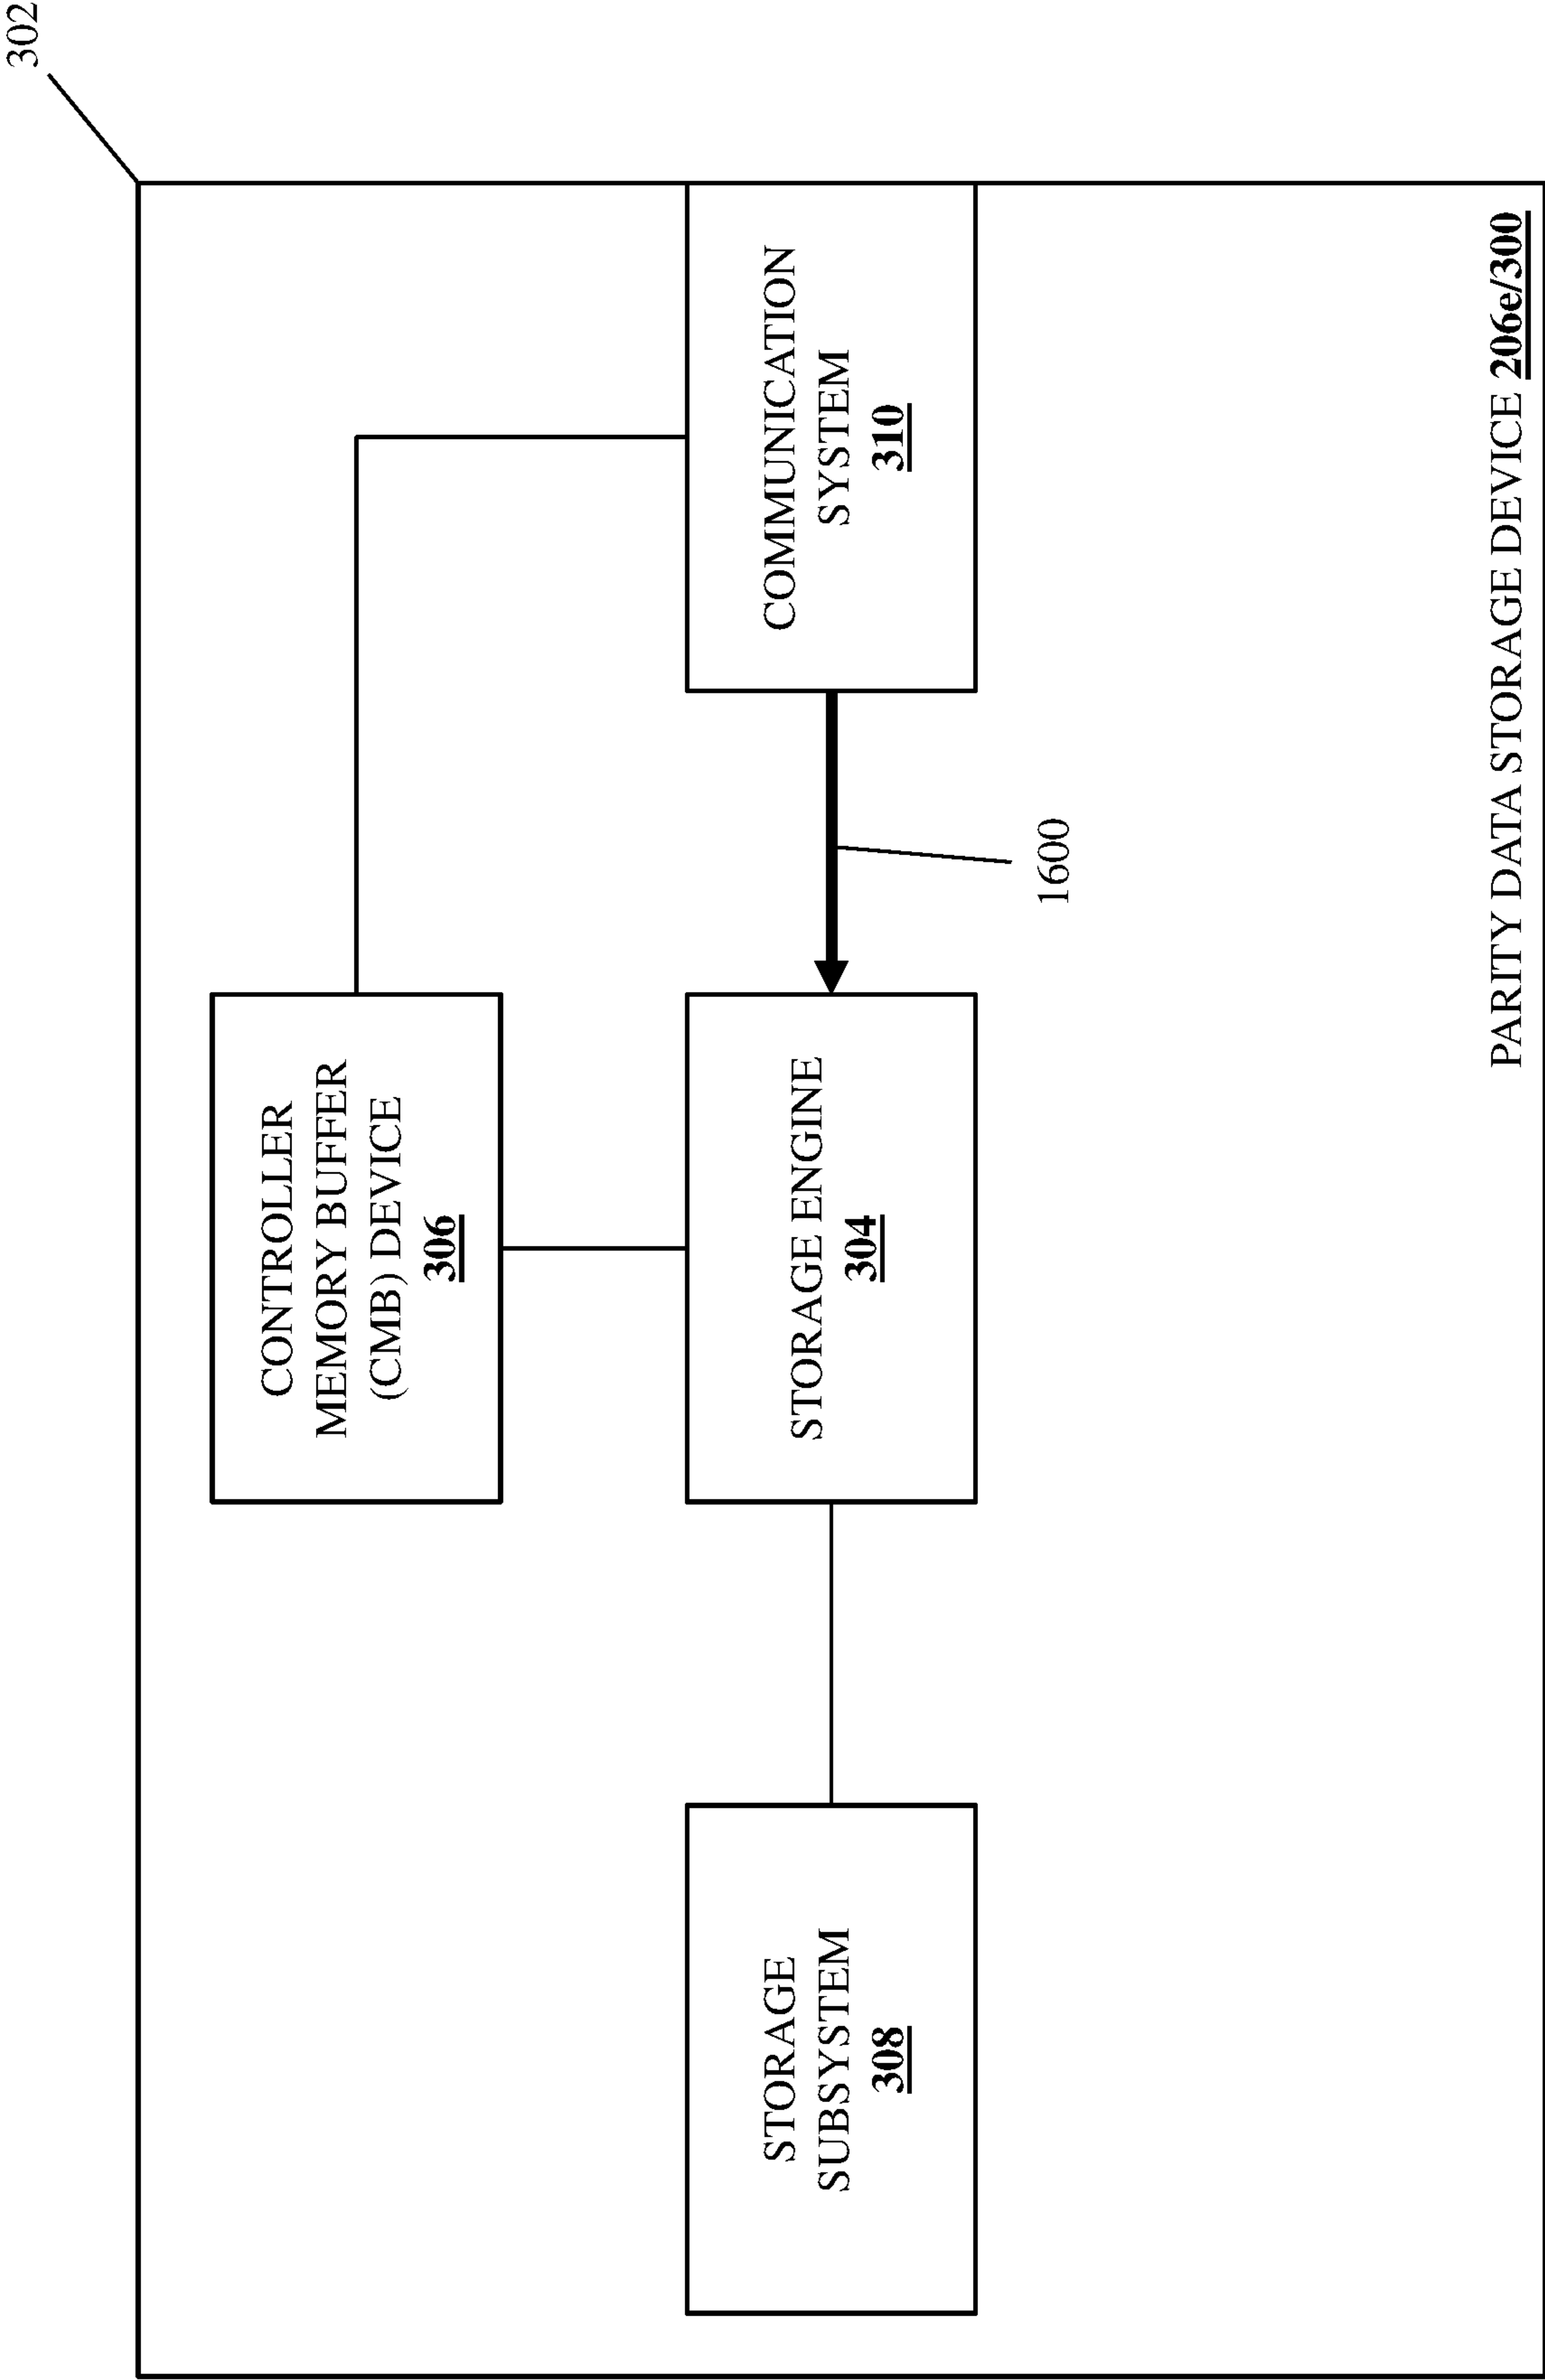 302
CONTROLLER
MEMORY BUFFER
(CMB) DEVICE
306
STORAGE
SUBSYSTEM
308
STORAGE ENGINE
304
COMMUNICATION
SYSTEM
310
1600
PARITY DATA STORAGE DEVICE 206e/300